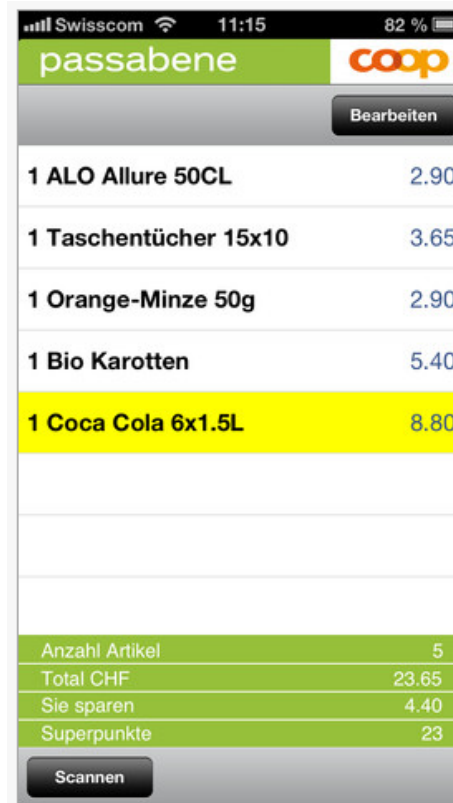 Swisscom 11:15 82 %
passabene coop
Bearbeiten
1 ALO Allure 50CL 2.90
1 Taschentücher 15x10 3.65
1 Orange-Minze 50g 2.90
1 Bio Karotten 5.40
1 Coca Cola 6x1.5L 8.80
Anzahl Artikel 5
Total CHF 23.65
Sie sparen 4.40
Superpunkte 23
Scannen